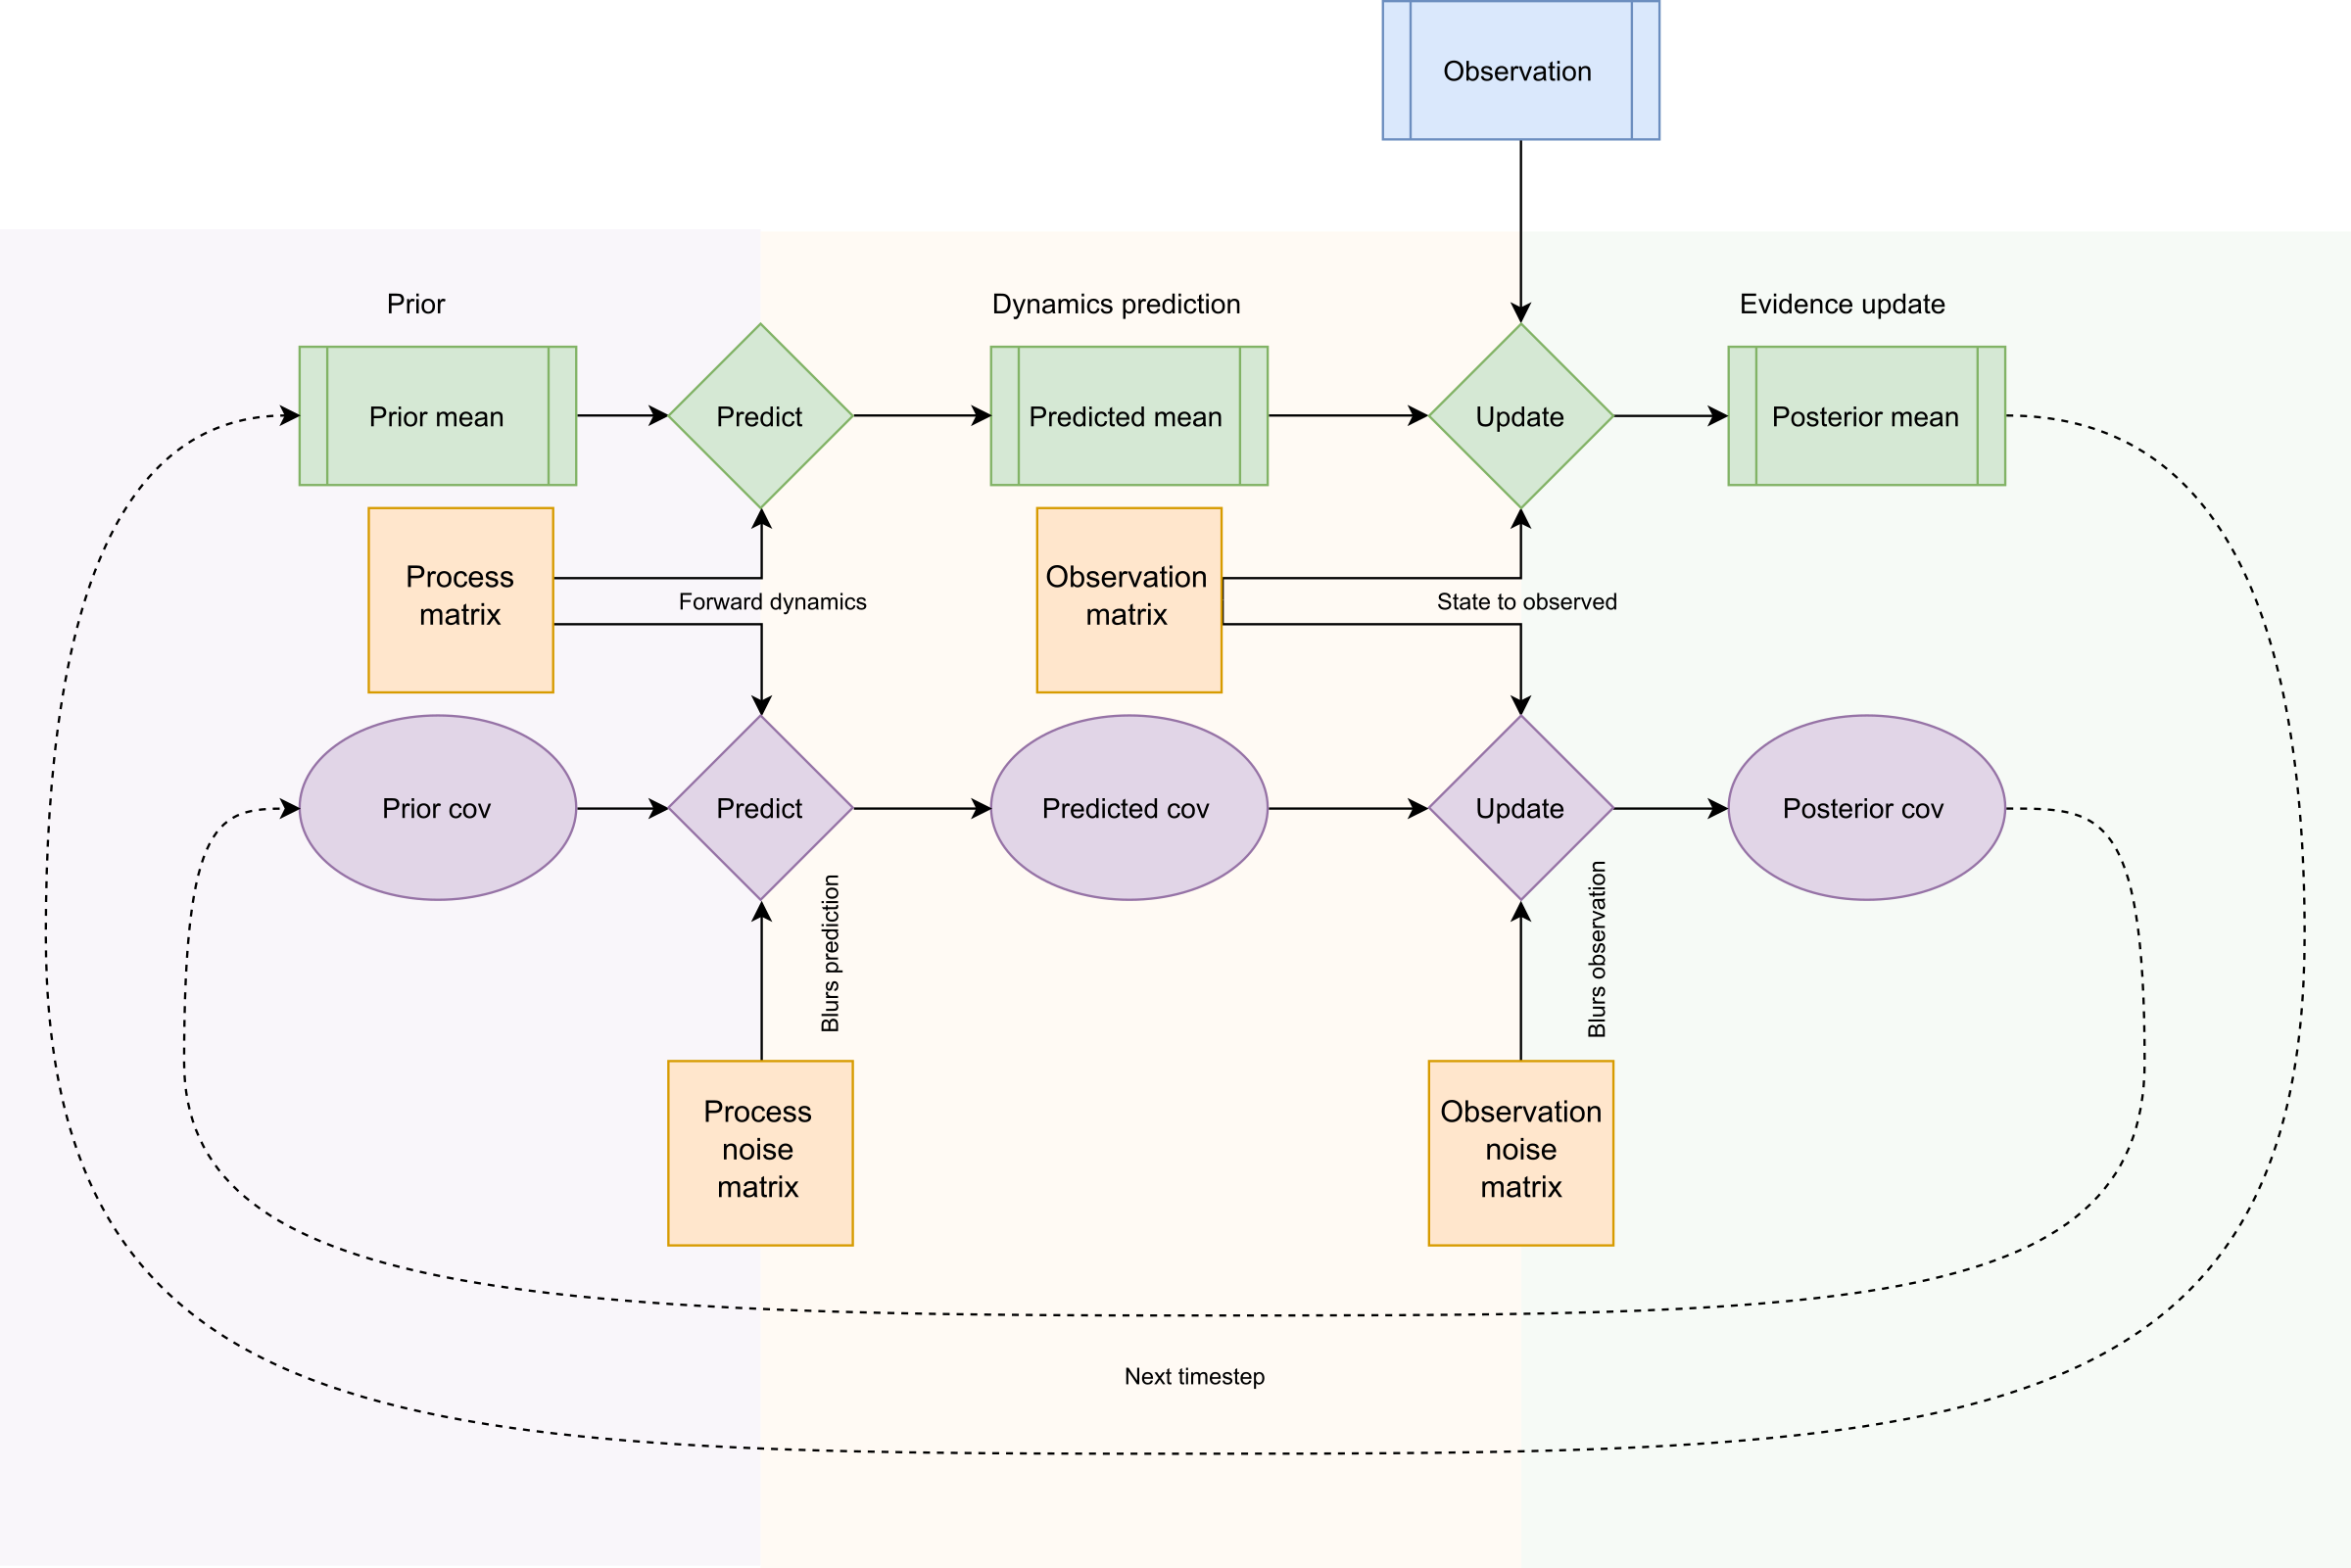 Observation
Prior
Dynamics prediction
Evidence update
Prior mean
Predict
Predicted mean
Update
Posterior mean
Process
matrix
Forward dynamics
Observation
matrix
State to observed
Prior cov
Predict
Predicted cov
Update
Posterior cov
Blurs prediction
Blurs observation
Process
noise
matrix
Observation
noise
matrix
Next timestep